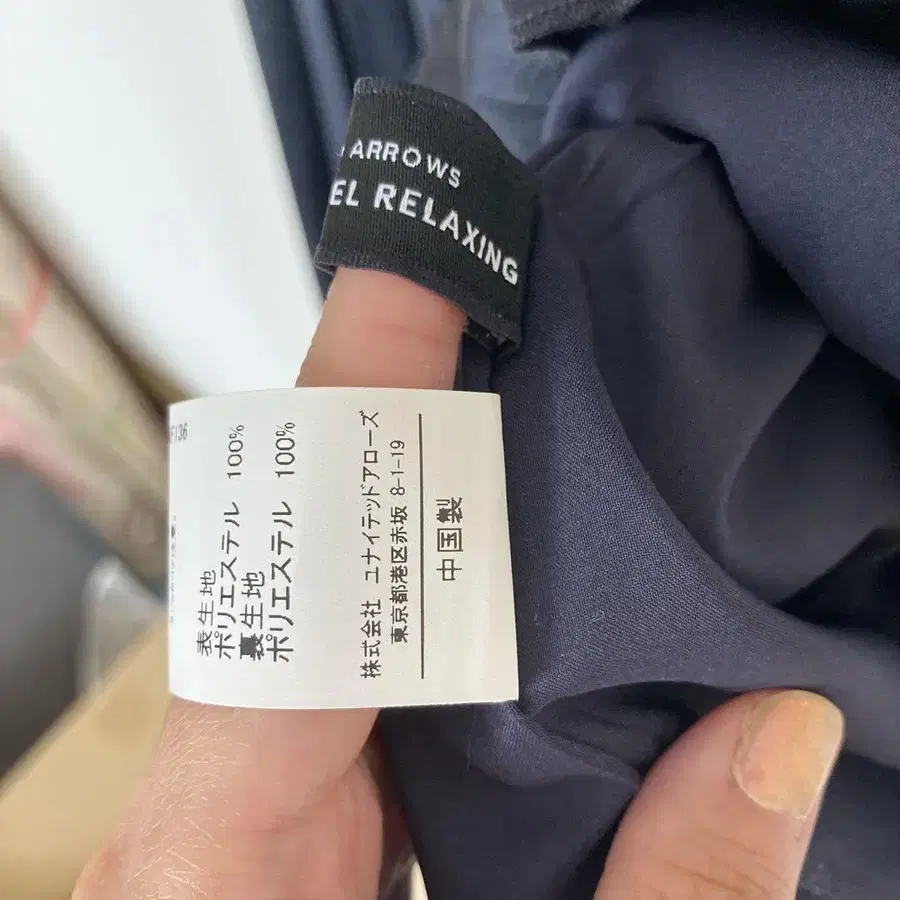 ARROWS
EL RELAXING
F136
表生地
ポリエステル 100%
裏生地
ポリエステル 100%
株式会社 ユナイテッドアローズ
東京都港区赤坂 8-1-19
中国製